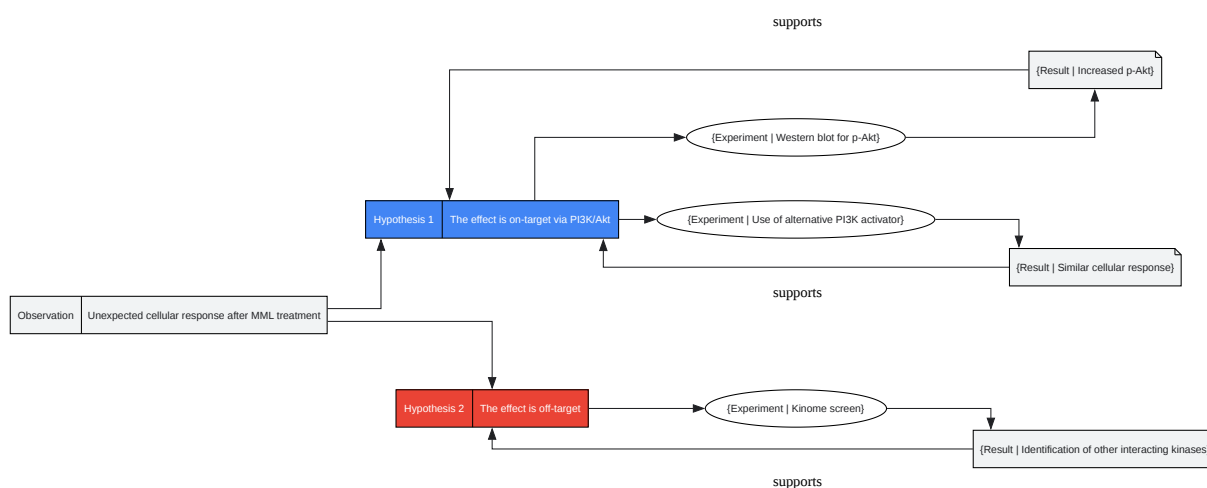 supports
{Result | Increased p-Akt}
{Experiment | Western blot for p-Akt}
Hypothesis 1 The effect is on-target via PI3K/Akt
{Experiment | Use of alternative PI3K activator}
{Result | Similar cellular response}
supports
Observation Unexpected cellular response after MML treatment
Hypothesis 2 The effect is off-target
{Experiment | Kinome screen}
{Result | Identification of other interacting kinases
supports